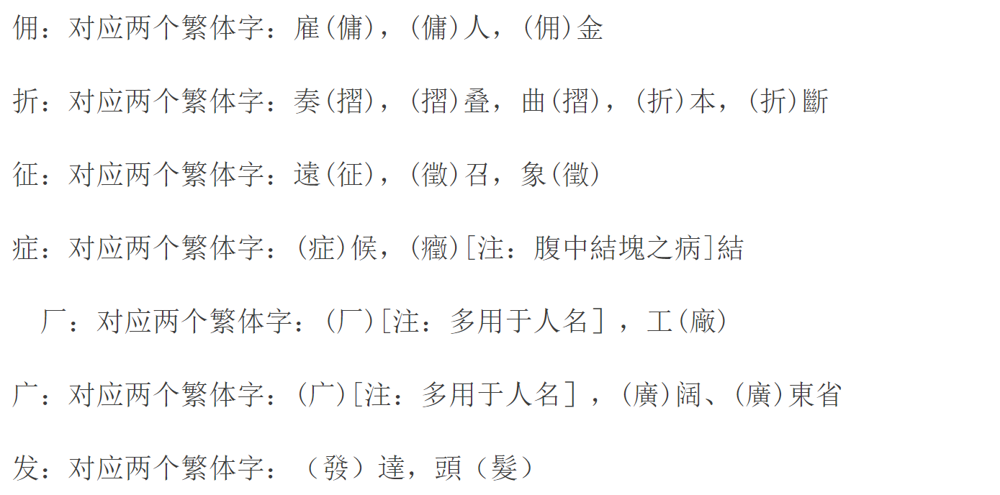 佣：对应两个繁体字：雇(傭)，(傭)人，(佣)金
折：对应两个繁体字：奏(摺)，(摺)叠，曲(摺)，(折)本，(折)斷
征：对应两个繁体字：遠(征)，(徵)召，象(徵)
症：对应两个繁体字：(症)候，(癥)[注：腹中結塊之病]結
厂：对应两个繁体字：(厂)[注：多用于人名］，工(廠)
广：对应两个繁体字：(广)[注：多用于人名］，(廣)阔、(廣)東省
发：对应两个繁体字：（發）達，頭（髮）